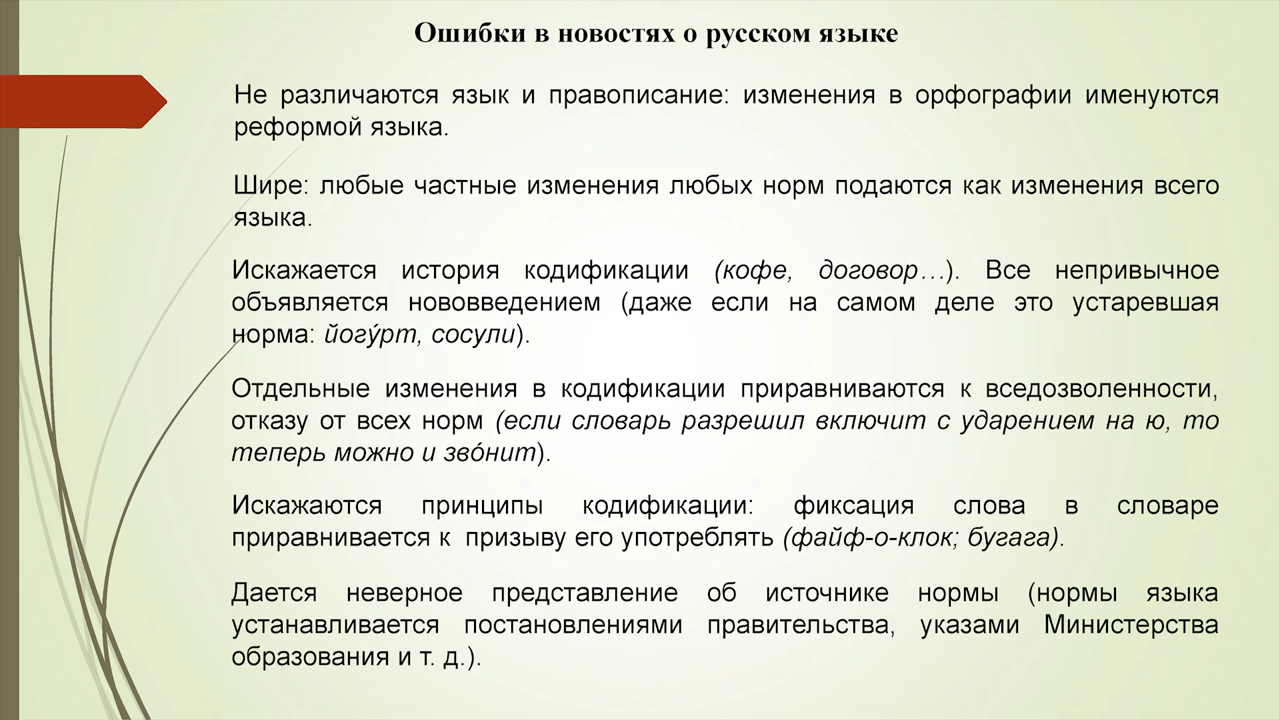 Ошибки в новостях о русском языке
Не различаются язык и правописание: изменения в орфографии именуются
реформой языка.
Шире: любые частные изменения любых норм подаются как изменения всего
языка.
Искажается история кодификации (кофе, договор…). Все непривычное
объявляется нововведением (даже если на самом деле это устаревшая
норма: йогу́рт, сосули).
Отдельные изменения в кодификации приравниваются к вседозволенности,
отказу от всех норм (если словарь разрешил включит с ударением на ю, то
теперь можно и зво́нит).
Искажаются принципы кодификации: фиксация слова в словаре
приравнивается к призыву его употреблять (файф-о-клок; бугага).
Дается неверное представление об источнике нормы (нормы языка
устанавливается постановлениями правительства, указами Министерства
образования и т. д.).